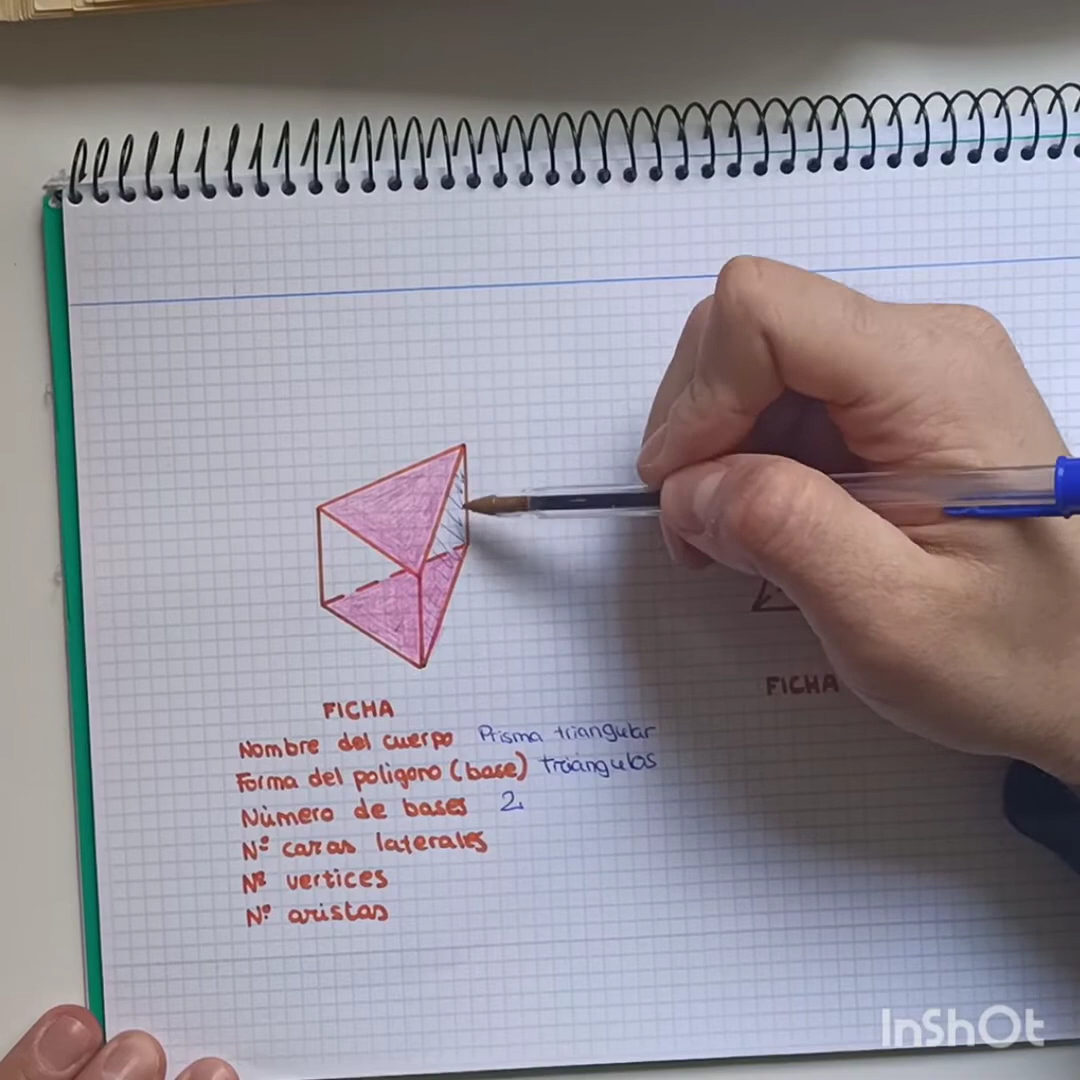 FICHA
Nombre del cuerpo Prisma triangular
Forma del poligono (base) triángulos
Número de bases 2
Nº caras laterales
Nº vertices
Nº aristas
FICHA
InShOt